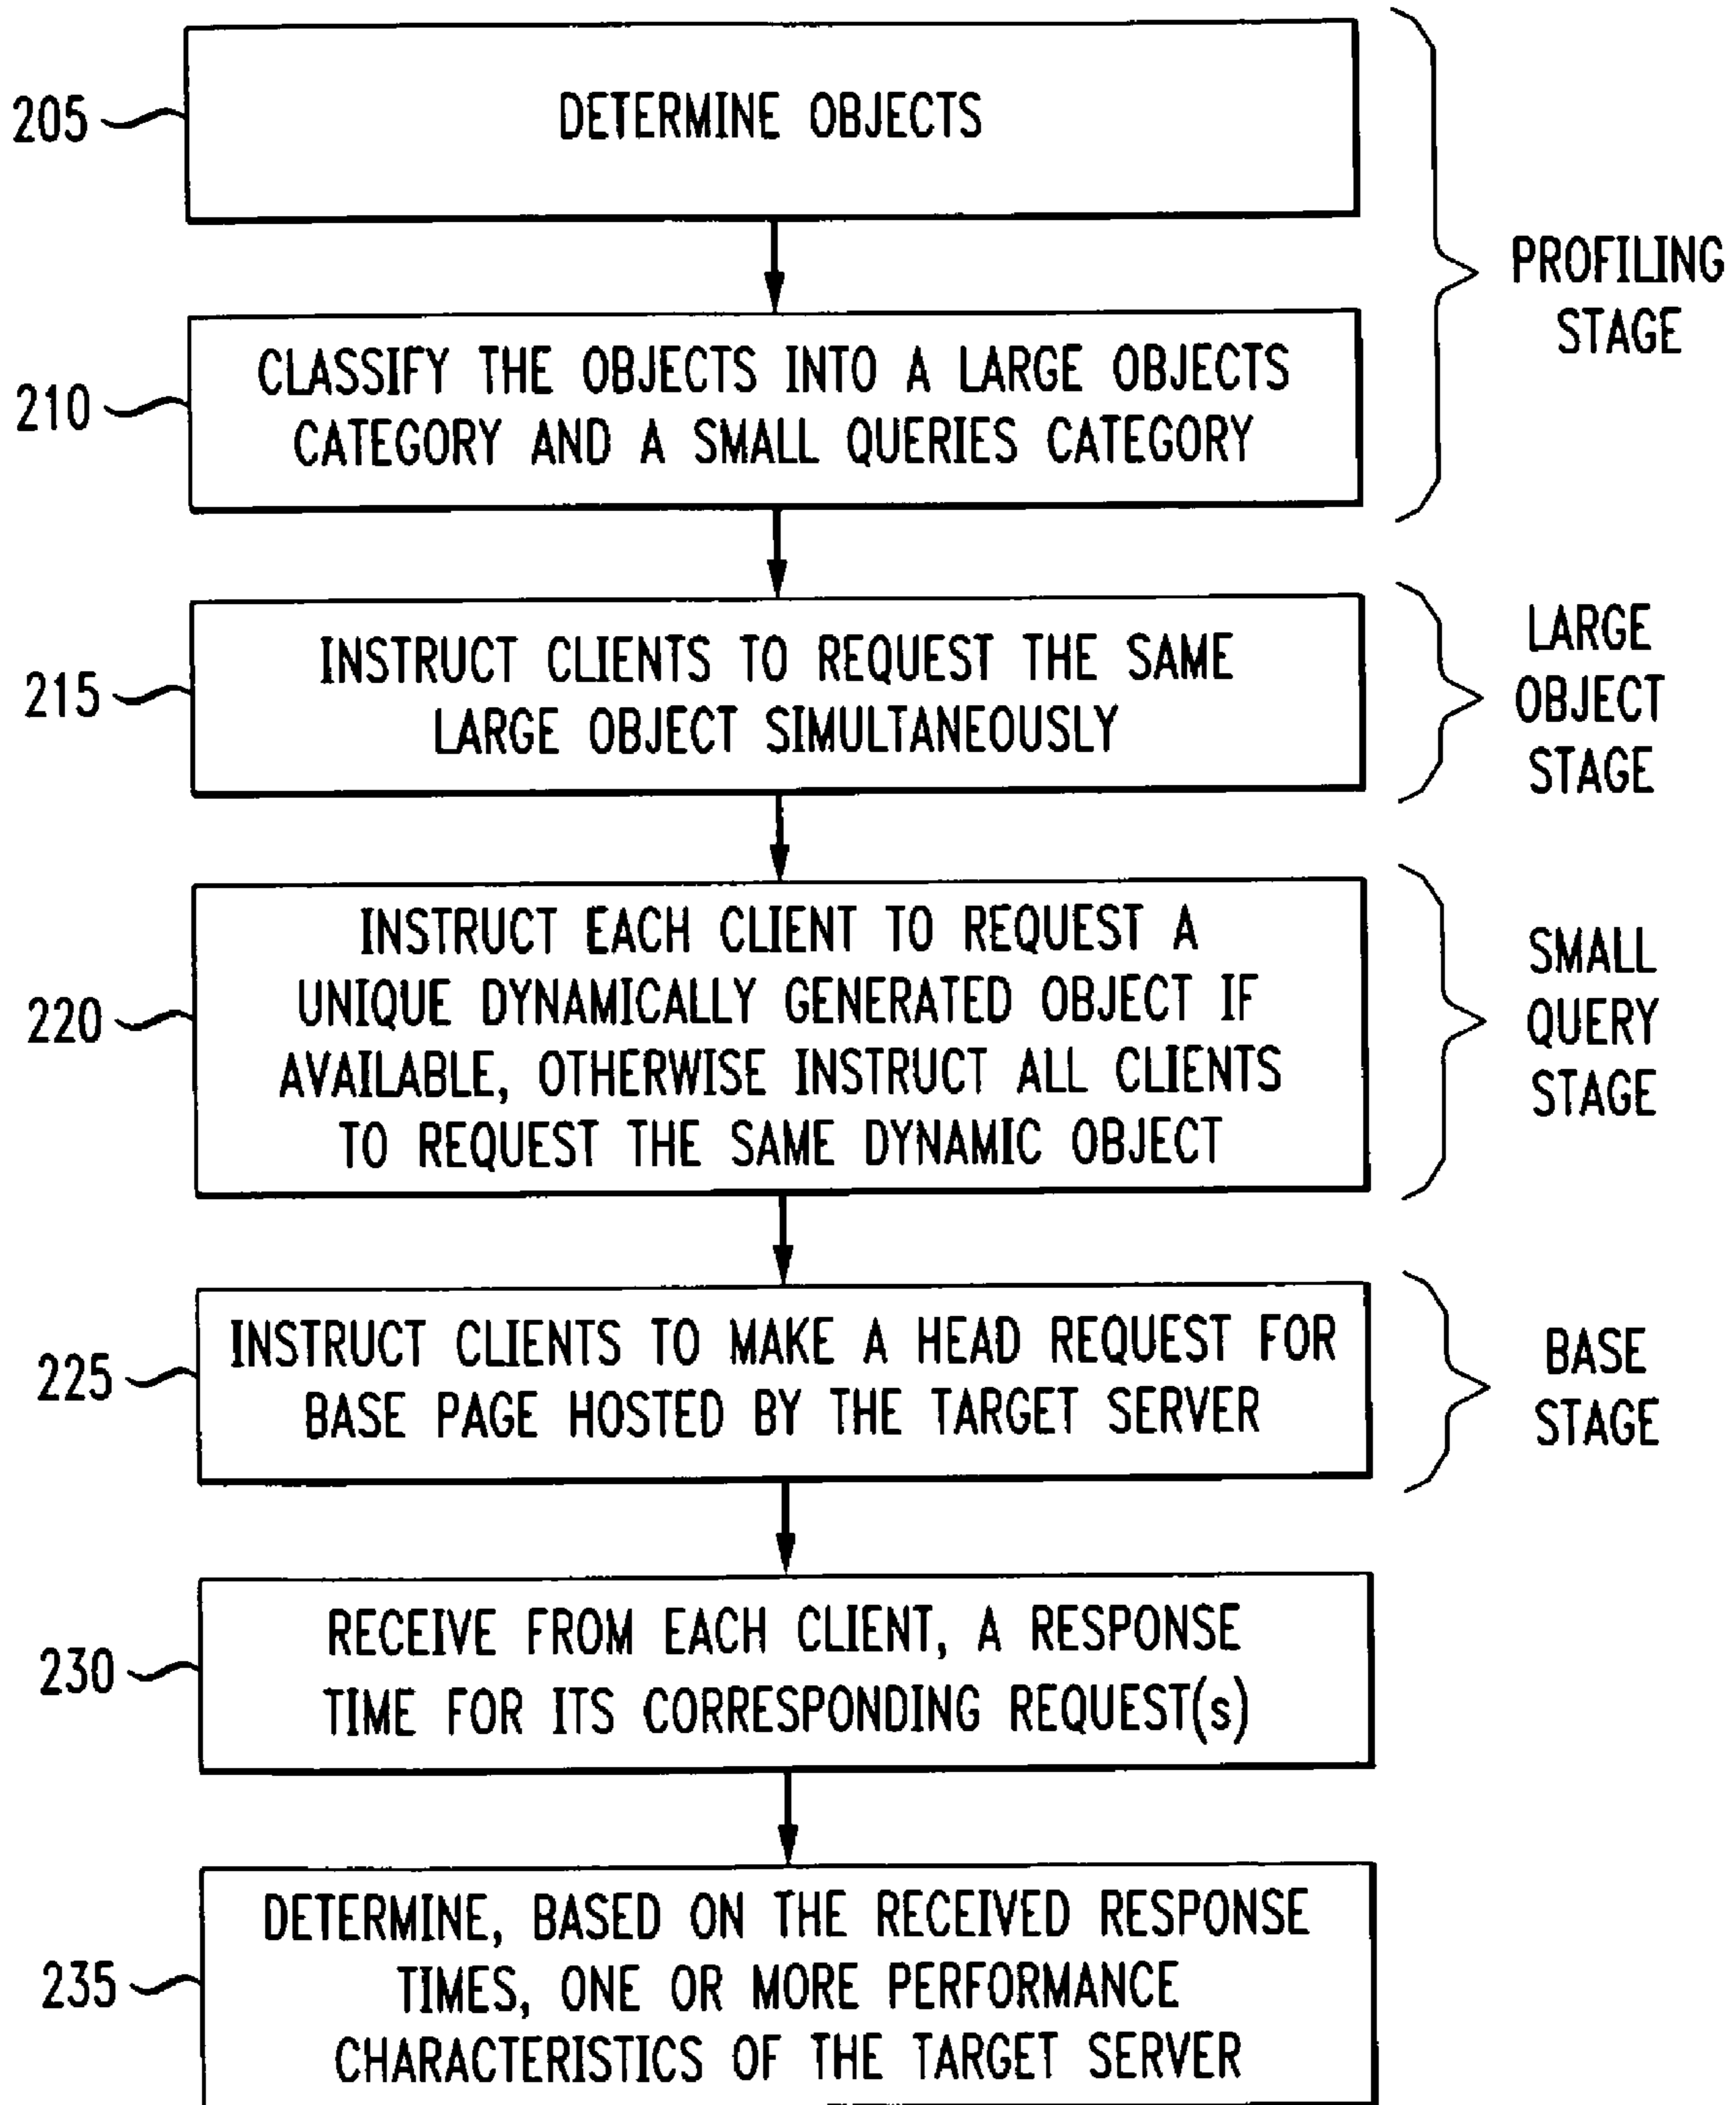 205
DETERMINE OBJECTS
210
CLASSIFY THE OBJECTS INTO A LARGE OBJECTS
CATEGORY AND A SMALL QUERIES CATEGORY
PROFILING
STAGE
215
INSTRUCT CLIENTS TO REQUEST THE SAME
LARGE OBJECT SIMULTANEOUSLY
LARGE
OBJECT
STAGE
220
INSTRUCT EACH CLIENT TO REQUEST A
UNIQUE DYNAMICALLY GENERATED OBJECT IF
AVAILABLE, OTHERWISE INSTRUCT ALL CLIENTS
TO REQUEST THE SAME DYNAMIC OBJECT
SMALL
QUERY
STAGE
225
INSTRUCT CLIENTS TO MAKE A HEAD REQUEST FOR
BASE PAGE HOSTED BY THE TARGET SERVER
BASE
STAGE
230
RECEIVE FROM EACH CLIENT, A RESPONSE
TIME FOR ITS CORRESPONDING REQUEST(s)
235
DETERMINE, BASED ON THE RECEIVED RESPONSE
TIMES, ONE OR MORE PERFORMANCE
CHARACTERISTICS OF THE TARGET SERVER